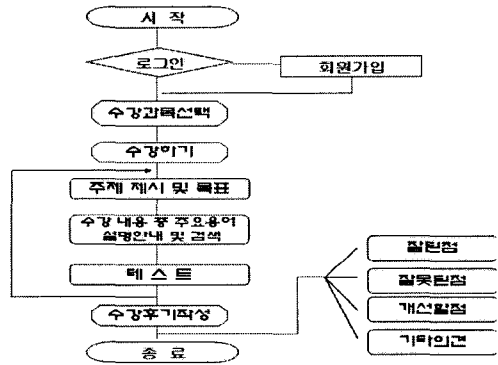 시 작
로그인
회원가입
수강과목선택
수강하기
주제 제시 및 목표
수강 내용 중 주요용어
설명안내 및 검색
테 스 트
수강후기작성
종 료
잘된점
잘못된점
개선할점
기타의견